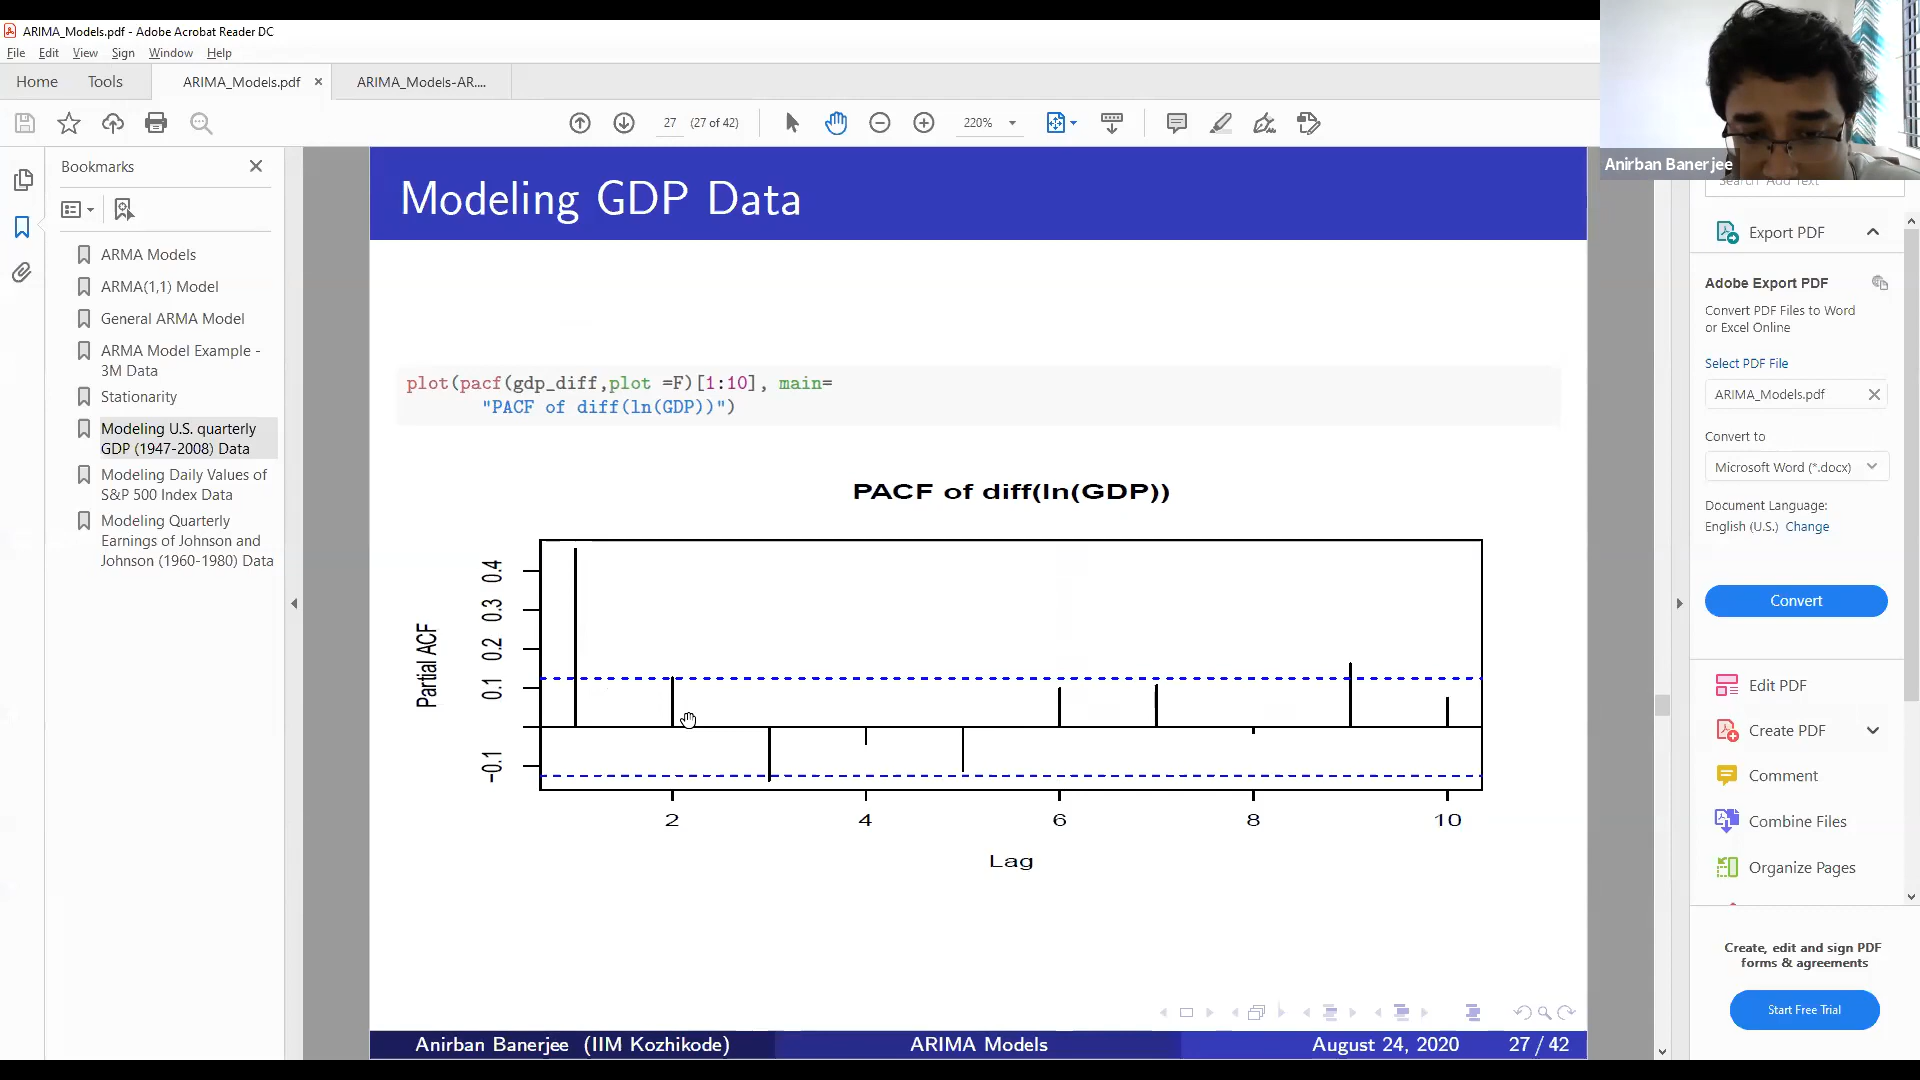 ARIMA_Models.pdf - Adobe Acrobat Reader DC
File Edit View Sign Window Help
Home Tools ARIMA_Models.pdf × ARIMA_Models-AR....
27 (27 of 42) 220%
Anirban Banerjee
Bookmarks
ARMA Models
ARMA(1,1) Model
General ARMA Model
ARMA Model Example -
3M Data
Stationarity
Modeling U.S. quarterly
GDP (1947-2008) Data
Modeling Daily Values of
S&P 500 Index Data
Modeling Quarterly
Earnings of Johnson and
Johnson (1960-1980) Data
Modeling GDP Data
plot(pacf(gdp_diff,plot =F)[1:10], main=
"PACF of diff(ln(GDP))")
PACF of diff(ln(GDP))
Partial ACF
0.4
0.3
0.2
0.1
-0.1
2 4 6 8 10
Lag
Anirban Banerjee (IIM Kozhikode) ARIMA Models August 24, 2020 27 / 42
Search 'Add Text'
Export PDF
Adobe Export PDF
Convert PDF Files to Word
or Excel Online
Select PDF File
ARIMA_Models.pdf
Convert to
Microsoft Word (*.docx)
Document Language:
English (U.S.) Change
Convert
Edit PDF
Create PDF
Comment
Combine Files
Organize Pages
Create, edit and sign PDF
forms & agreements
Start Free Trial